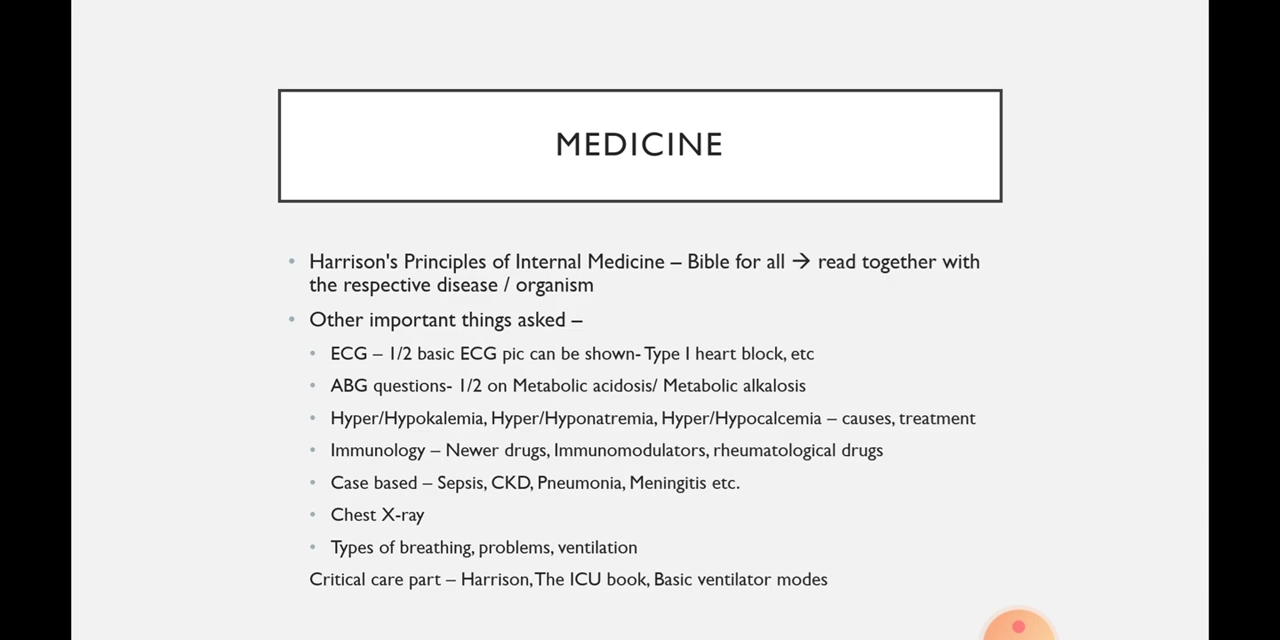 MEDICINE
• Harrison's Principles of Internal Medicine – Bible for all → read together with
the respective disease / organism
• Other important things asked –
• ECG – 1/2 basic ECG pic can be shown- Type I heart block, etc
• ABG questions- 1/2 on Metabolic acidosis/ Metabolic alkalosis
• Hyper/Hypokalemia, Hyper/Hyponatremia, Hyper/Hypocalcemia – causes, treatment
• Immunology – Newer drugs, Immunomodulators, rheumatological drugs
• Case based – Sepsis, CKD, Pneumonia, Meningitis etc.
• Chest X-ray
• Types of breathing, problems, ventilation
Critical care part – Harrison, The ICU book, Basic ventilator modes